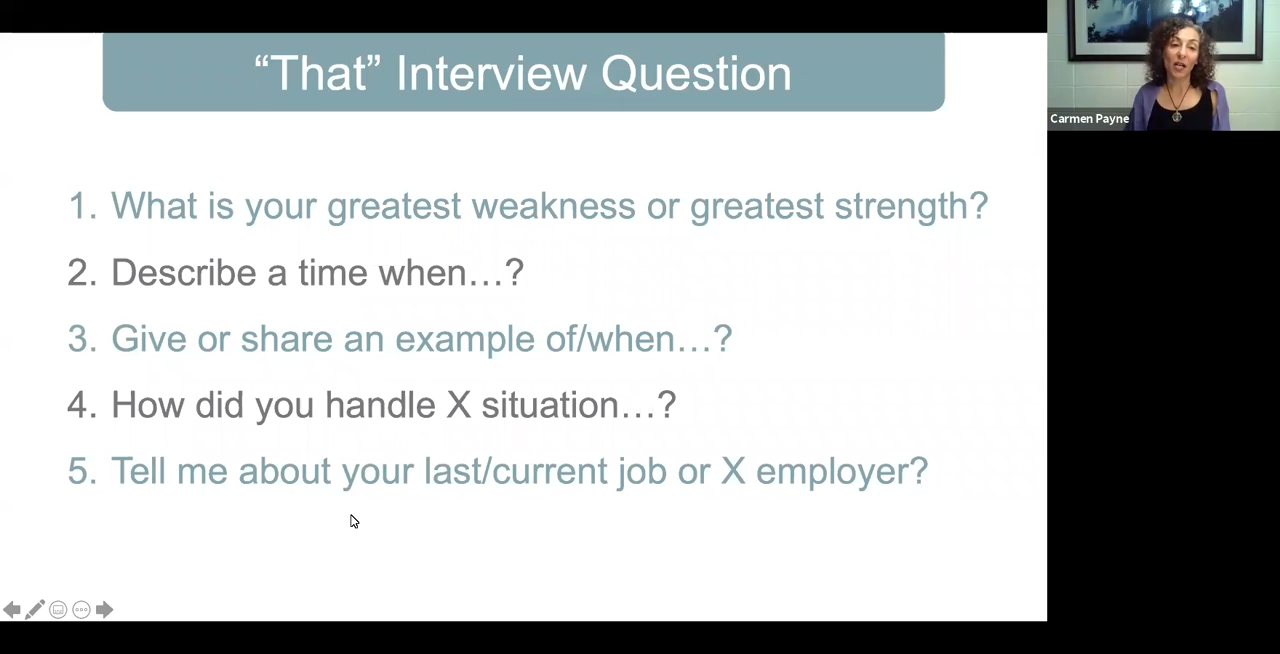 “That” Interview Question
1. What is your greatest weakness or greatest strength?
2. Describe a time when…?
3. Give or share an example of/when…?
4. How did you handle X situation…?
5. Tell me about your last/current job or X employer?
Carmen Payne